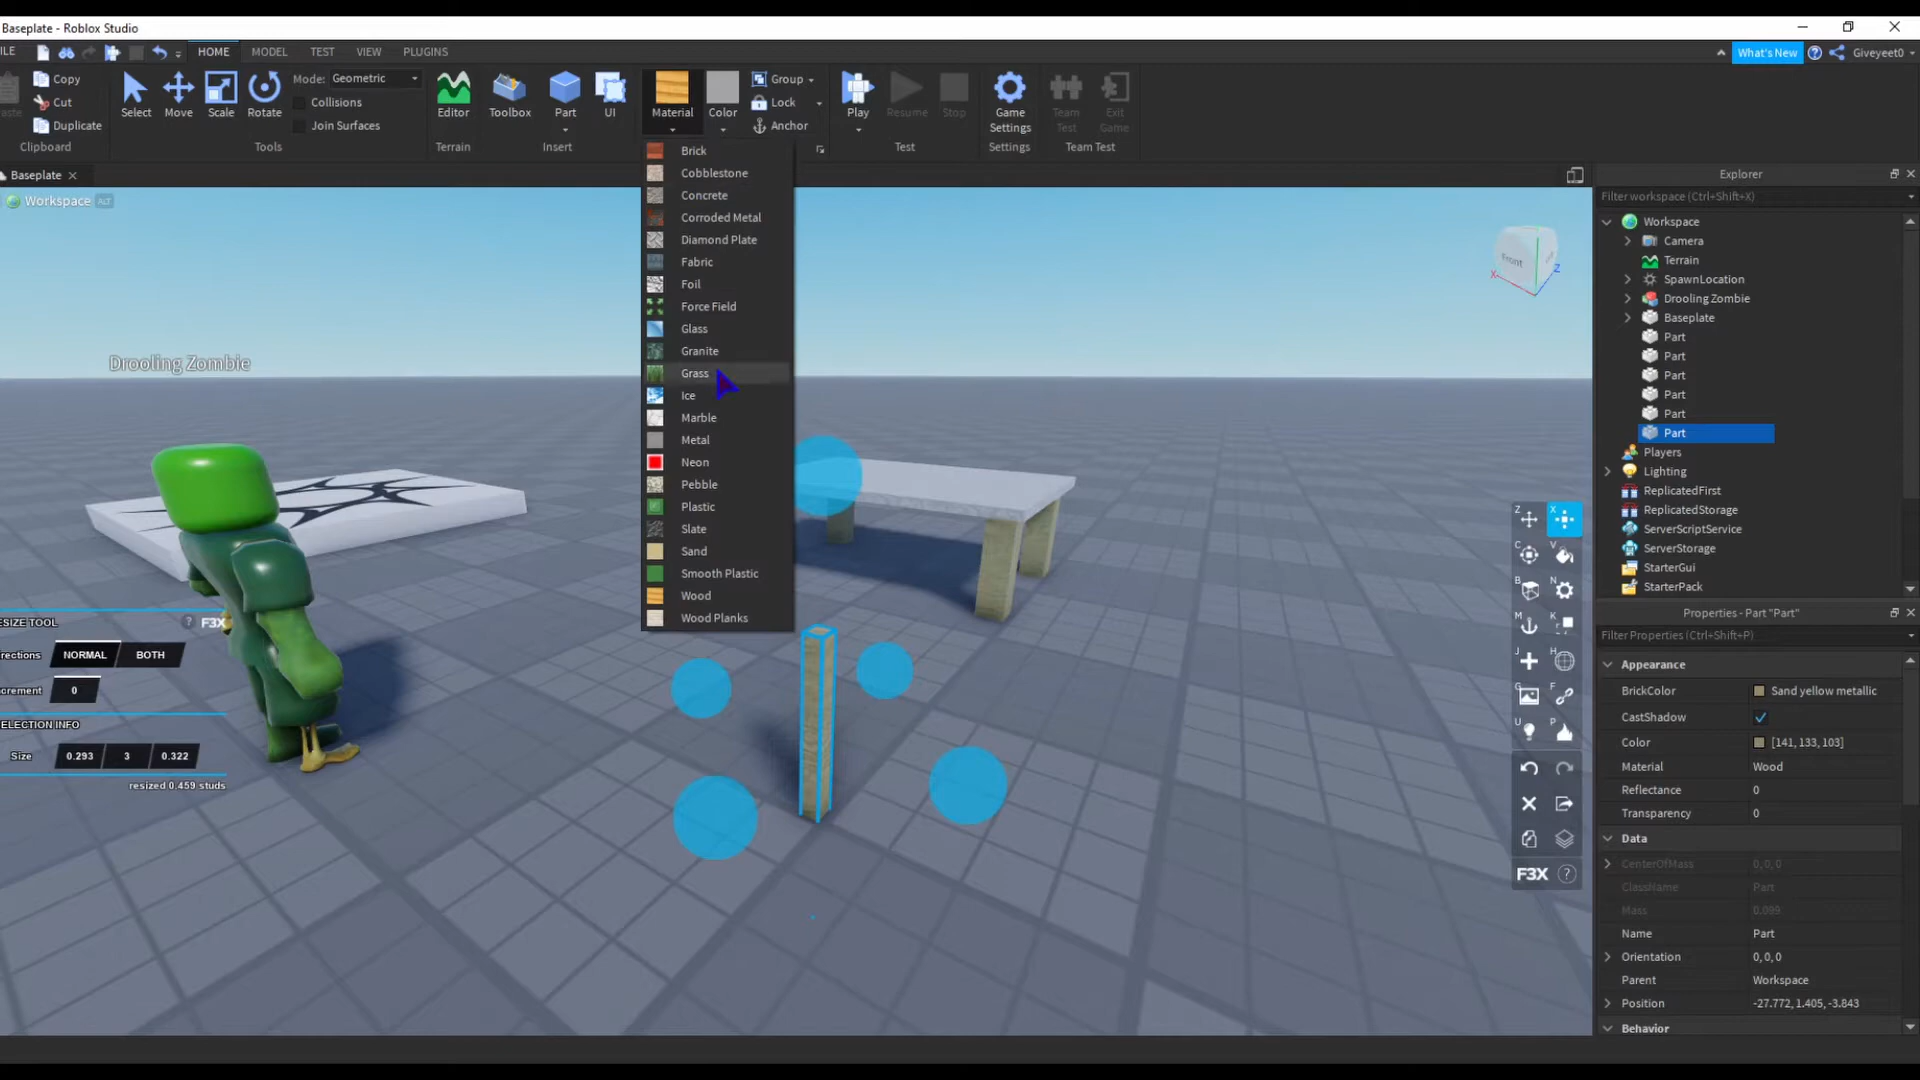 Baseplate - Roblox Studio
ILE
HOME
MODEL
TEST
VIEW
PLUGINS
What's New
Giveyeet0
Copy
Cut
Duplicate
Clipboard
Select
Move
Scale
Rotate
Mode: Geometric
Collisions
Join Surfaces
Tools
Editor
Terrain
Toolbox
Part
UI
Insert
Material
Color
Group
Lock
Anchor
Play
Resume
Stop
Test
Game Settings
Settings
Team Test
Exit Game
Team Test
Baseplate
Workspace ALT
Brick
Cobblestone
Concrete
Corroded Metal
Diamond Plate
Fabric
Foil
Force Field
Glass
Granite
Grass
Ice
Marble
Metal
Neon
Pebble
Plastic
Slate
Sand
Smooth Plastic
Wood
Wood Planks
Drooling Zombie
Front
X
Z
ESIZE TOOL
? F3X
rections NORMAL BOTH
crement 0
ELECTION INFO
Size 0.293 3 0.322
resized 0.459 studs
Z X
C V
B N
M K
J H
G F
U P
F3X ?
Explorer
Filter workspace (Ctrl+Shift+X)
Workspace
Camera
Terrain
SpawnLocation
Drooling Zombie
Baseplate
Part
Part
Part
Part
Part
Part
Players
Lighting
ReplicatedFirst
ReplicatedStorage
ServerScriptService
ServerStorage
StarterGui
StarterPack
Properties - Part "Part"
Filter Properties (Ctrl+Shift+P)
Appearance
BrickColor Sand yellow metallic
CastShadow
Color [141, 133, 103]
Material Wood
Reflectance 0
Transparency 0
Data
CenterOfMass 0, 0, 0
ClassName Part
Mass 0.099
Name Part
Orientation 0, 0, 0
Parent Workspace
Position -27.772, 1.405, -3.843
Behavior